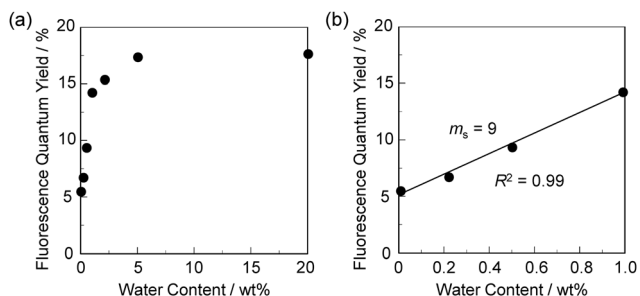 (a)
Fluorescence Quantum Yield / %
20
15
10
5
0
0 5 10 15 20
Water Content / wt%
(b)
Fluorescence Quantum Yield / %
20
15
10
5
0
mₛ = 9
R² = 0.99
0 0.2 0.4 0.6 0.8 1.0
Water Content / wt%